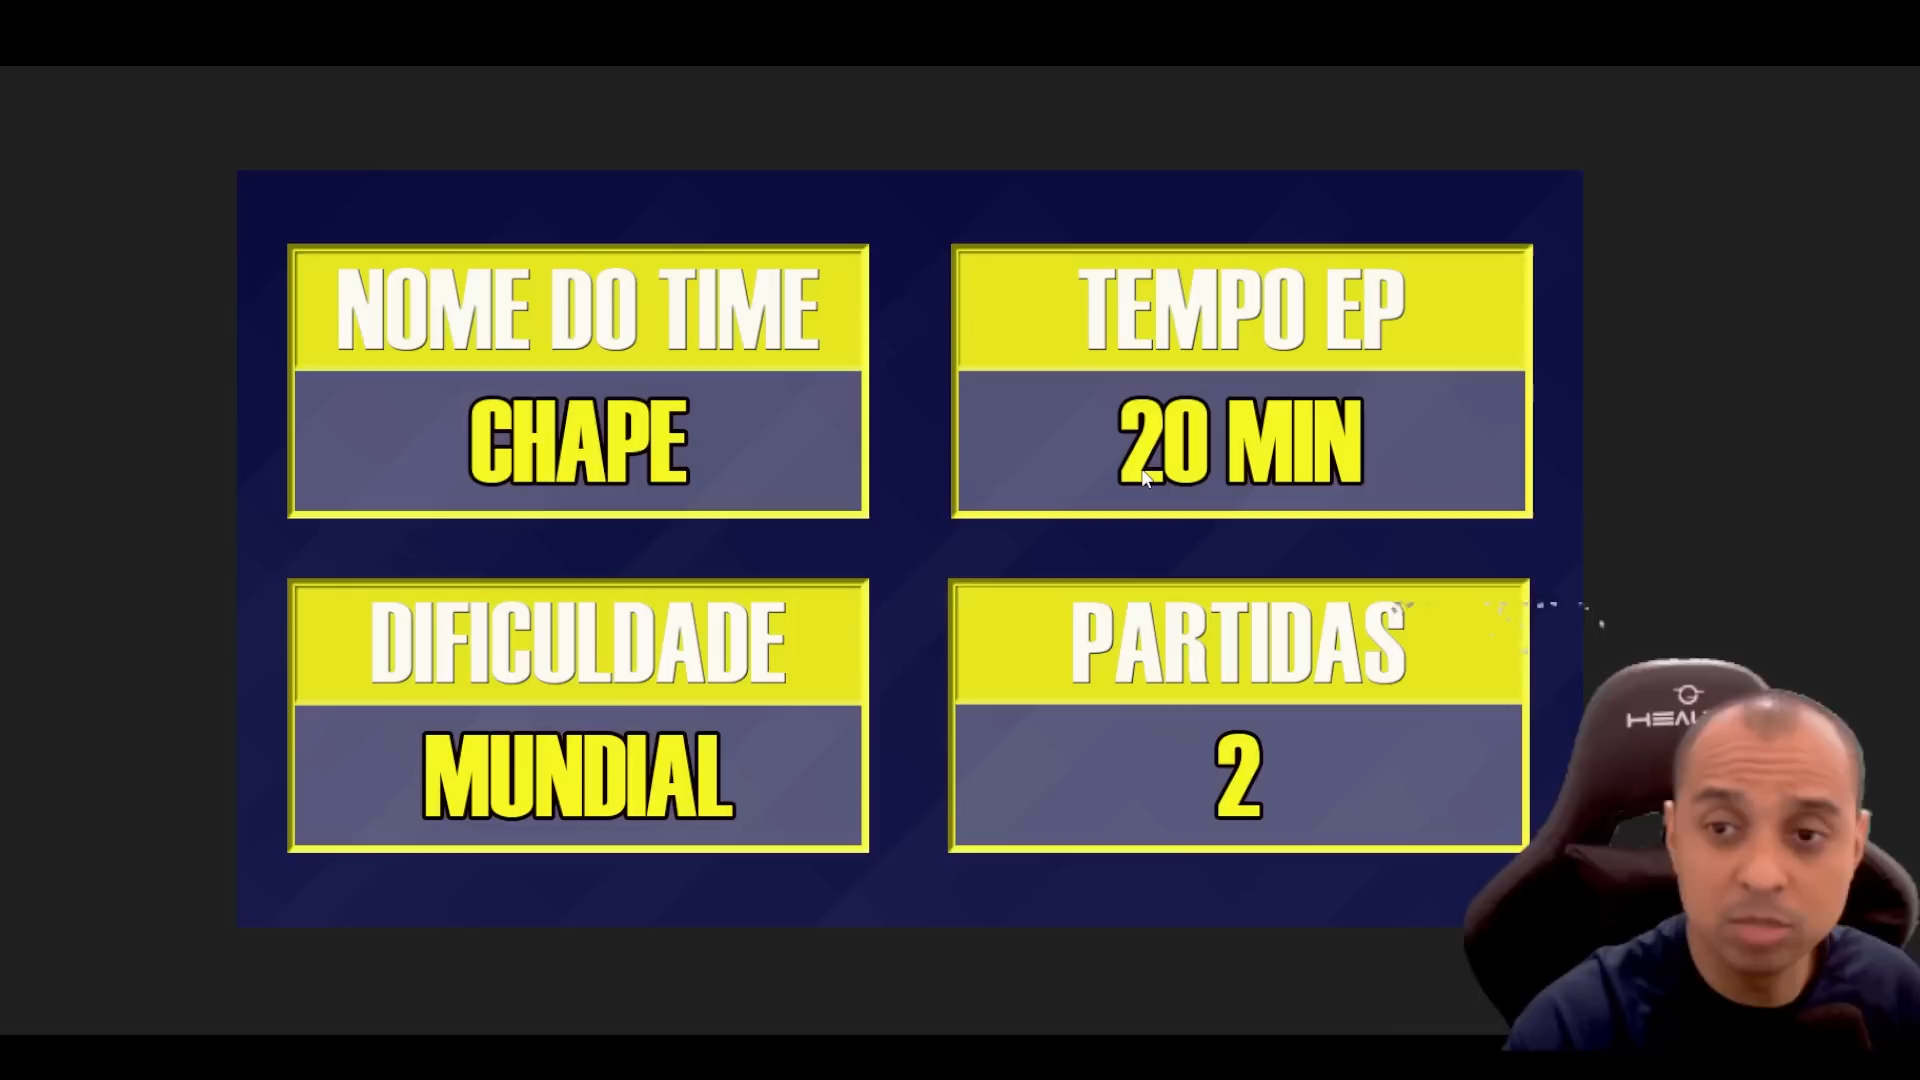 NOME DO TIME
CHAPE
TEMPO EP
20 MIN
DIFICULDADE
MUNDIAL
PARTIDAS
2